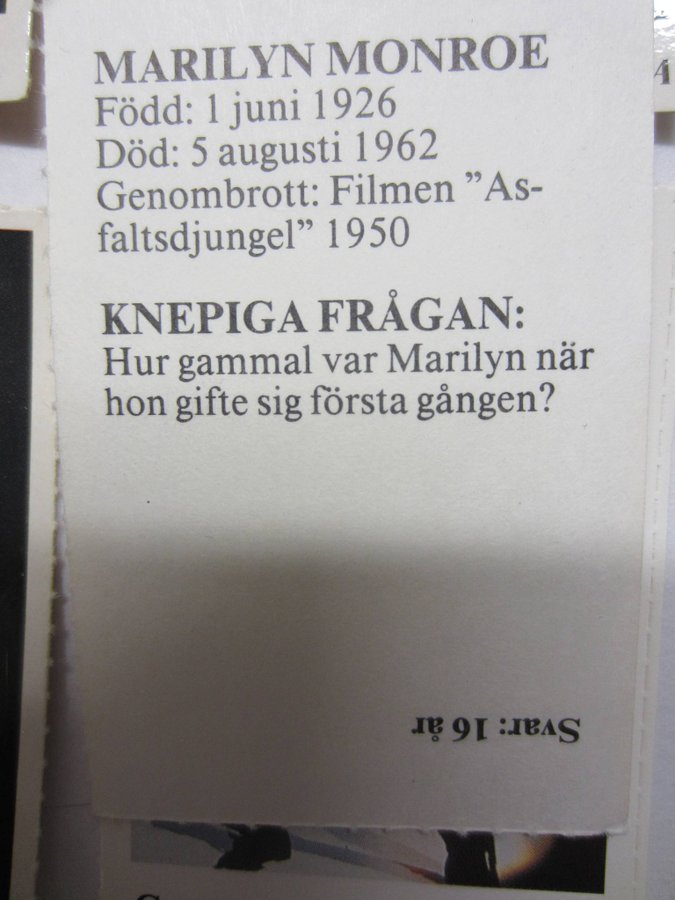 MARILYN MONROE
Född: 1 juni 1926
Död: 5 augusti 1962
Genombrott: Filmen ”As-
faltsdjungel” 1950
KNEPIGA FRÅGAN:
Hur gammal var Marilyn när
hon gifte sig första gången?
Svar: 16 år